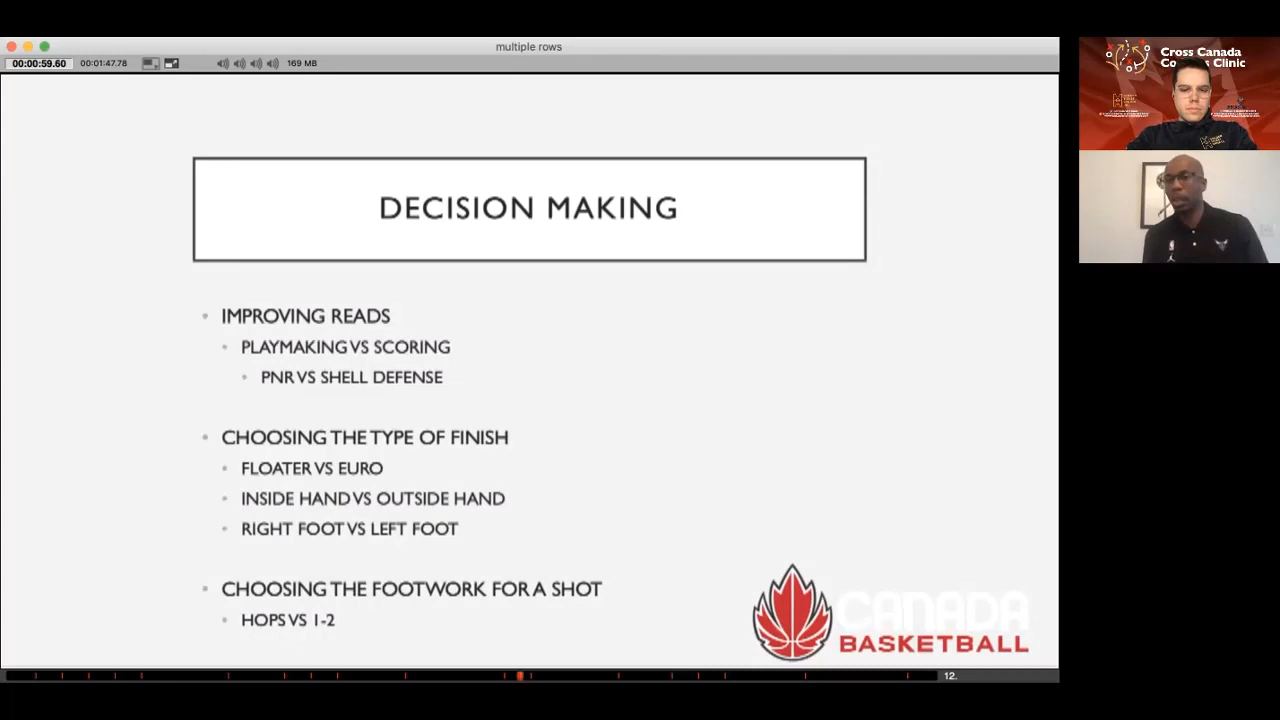 multiple rows
00:00:59.60
00:01:47.78
169 MB
DECISION MAKING
IMPROVING READS
PLAYMAKING VS SCORING
PNR VS SHELL DEFENSE
CHOOSING THE TYPE OF FINISH
FLOATER VS EURO
INSIDE HAND VS OUTSIDE HAND
RIGHT FOOT VS LEFT FOOT
CHOOSING THE FOOTWORK FOR A SHOT
HOPS VS 1-2
CANADA
BASKETBALL
12.
Cross Canada
Clinic